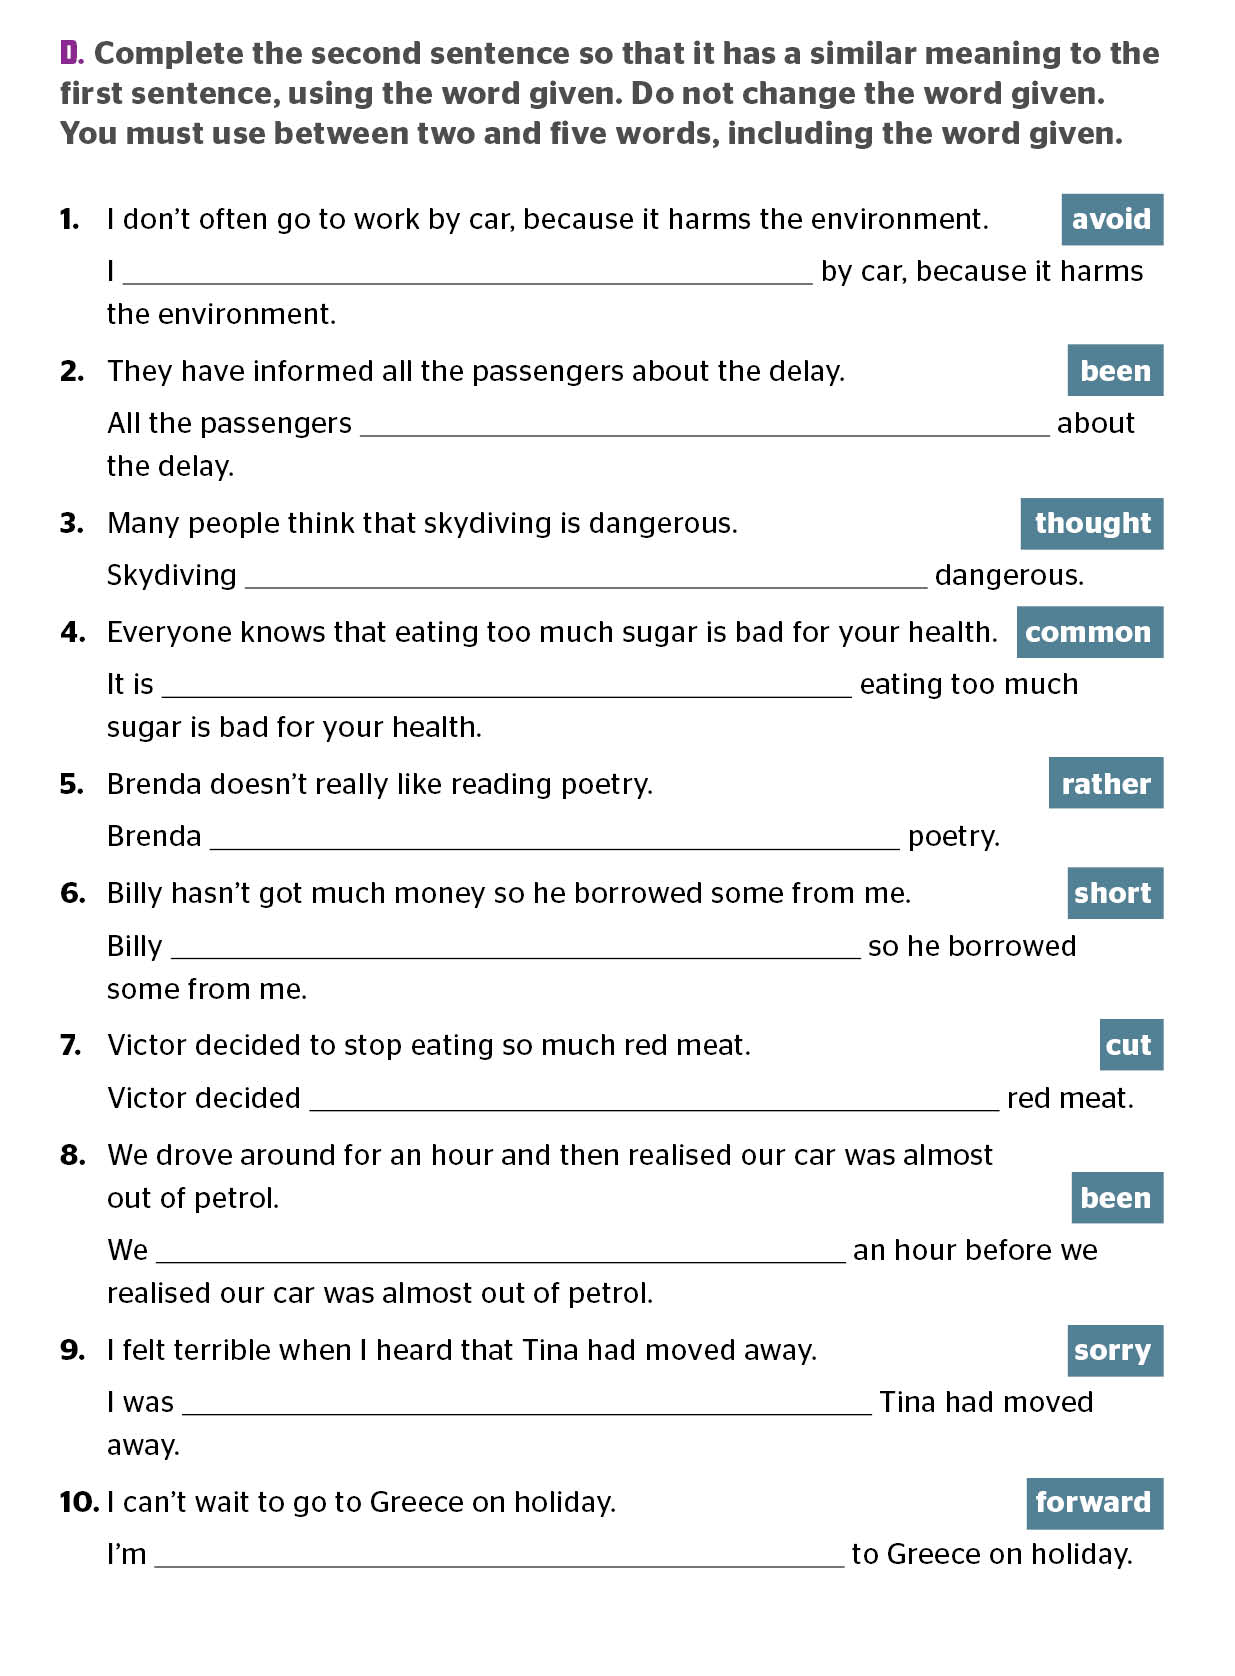 D. Complete the second sentence so that it has a similar meaning to the
first sentence, using the word given. Do not change the word given.
You must use between two and five words, including the word given.
1. I don’t often go to work by car, because it harms the environment. avoid
I ______________________________ by car, because it harms
the environment.
2. They have informed all the passengers about the delay. been
All the passengers ______________________________ about
the delay.
3. Many people think that skydiving is dangerous. thought
Skydiving ______________________________ dangerous.
4. Everyone knows that eating too much sugar is bad for your health. common
It is ______________________________ eating too much
sugar is bad for your health.
5. Brenda doesn’t really like reading poetry. rather
Brenda ______________________________ poetry.
6. Billy hasn’t got much money so he borrowed some from me. short
Billy ______________________________ so he borrowed
some from me.
7. Victor decided to stop eating so much red meat. cut
Victor decided ______________________________ red meat.
8. We drove around for an hour and then realised our car was almost
out of petrol. been
We ______________________________ an hour before we
realised our car was almost out of petrol.
9. I felt terrible when I heard that Tina had moved away. sorry
I was ______________________________ Tina had moved
away.
10. I can’t wait to go to Greece on holiday. forward
I’m ______________________________ to Greece on holiday.